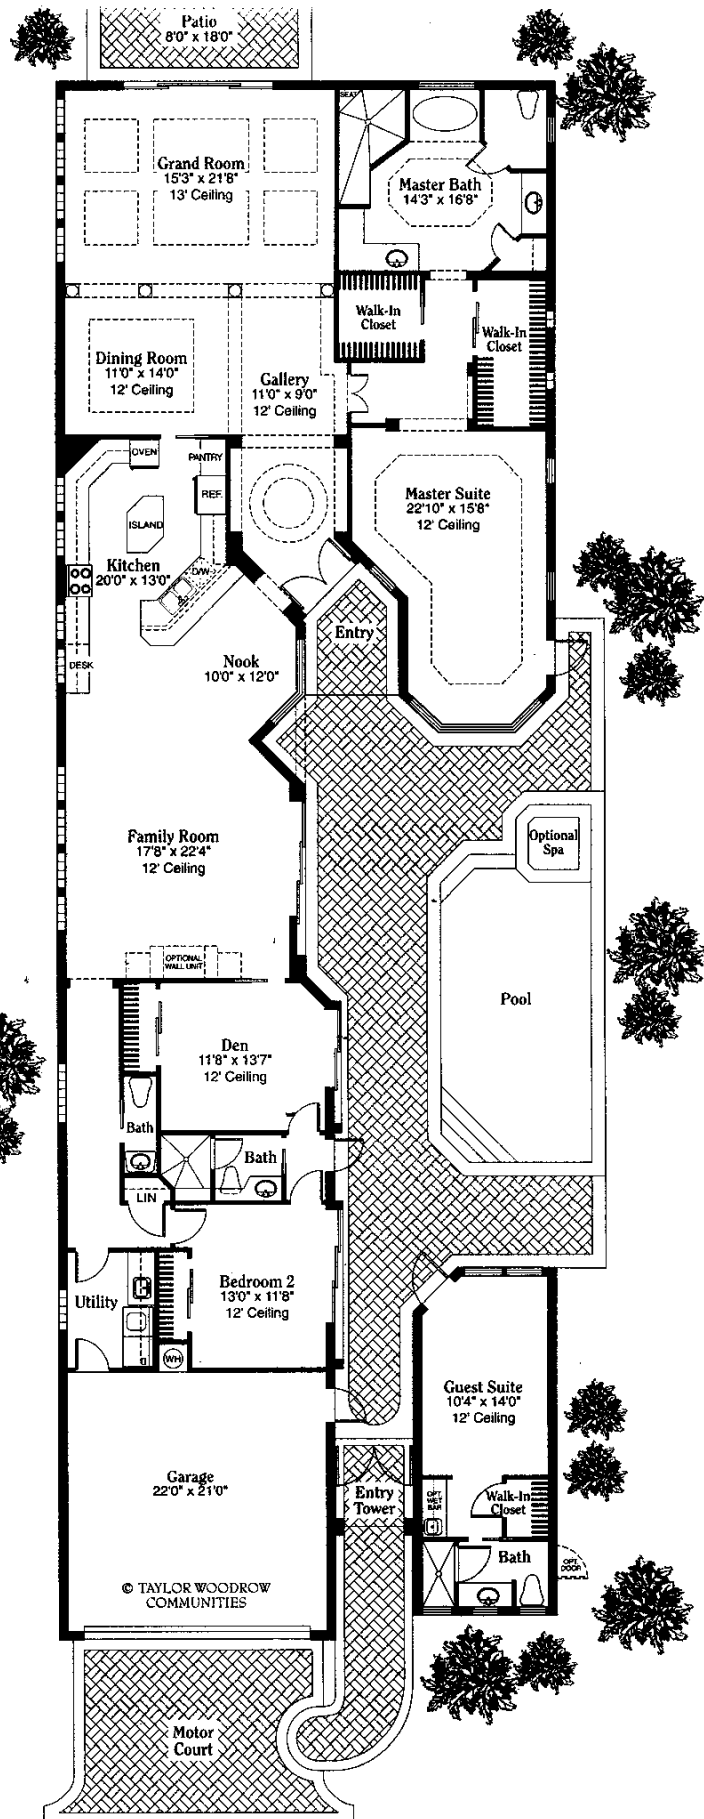 Patio
8'0" x 18'0"
SEAT
Grand Room
15'3" x 21'8"
13' Ceiling
Master Bath
14'3" x 16'8"
Walk-In
Closet
Walk-In
Closet
Dining Room
11'0" x 14'0"
12' Ceiling
Gallery
11'0" x 9'0"
12' Ceiling
OVEN
PANTRY
REF.
ISLAND
Master Suite
22'10" x 15'8"
12' Ceiling
Kitchen
20'0" x 13'0"
D/W
Entry
DESK
Nook
10'0" x 12'0"
Family Room
17'8" x 22'4"
12' Ceiling
Optional
Spa
OPTIONAL
WALL UNIT
Pool
Den
11'8" x 13'7"
12' Ceiling
Bath
Bath
LIN
Utility
Bedroom 2
13'0" x 11'8"
12' Ceiling
WH
Guest Suite
10'4" x 14'0"
12' Ceiling
Garage
22'0" x 21'0"
Entry
Tower
OPT
WET
BAR
Walk-In
Closet
Bath
OPT.
DOOR
© TAYLOR WOODROW
COMMUNITIES
Motor
Court